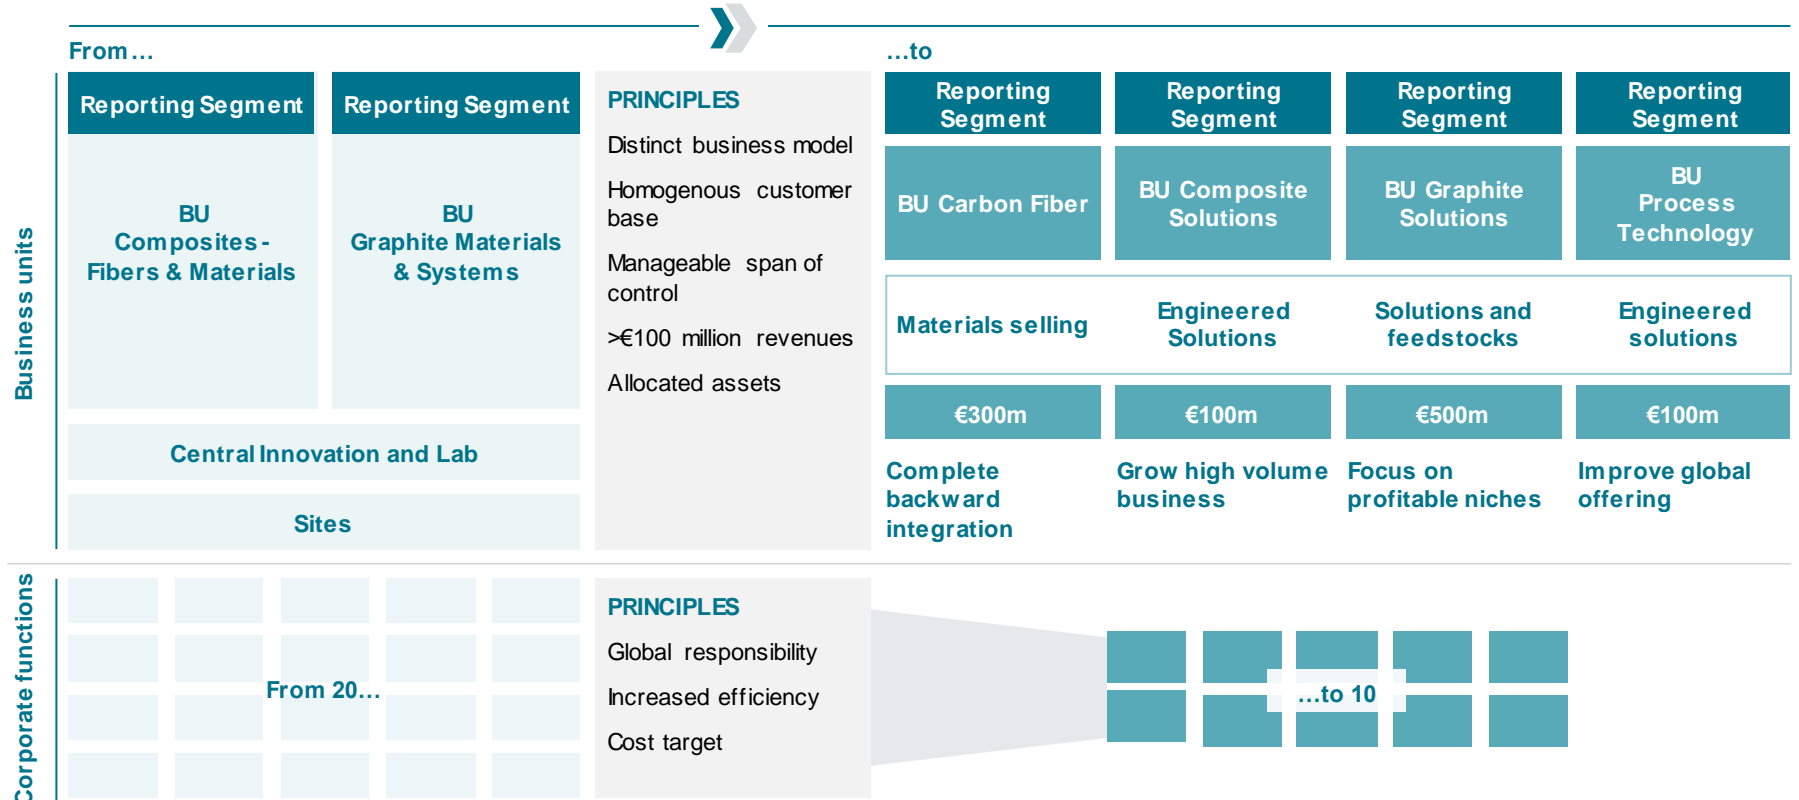 From…
…to
Business units
Reporting Segment
BU
Composites-
Fibers & Materials
Reporting Segment
BU
Graphite Materials
& Systems
Central Innovation and Lab
Sites
PRINCIPLES
Distinct business model
Homogenous customer
base
Manageable span of
control
>€100 million revenues
Allocated assets
Reporting
Segment
BU Carbon Fiber
Materials selling
€300m
Complete
backward
integration
Reporting
Segment
BU Composite
Solutions
Engineered
Solutions
€100m
Grow high volume
business
Reporting
Segment
BU Graphite
Solutions
Solutions and
feedstocks
€500m
Focus on
profitable niches
Reporting
Segment
BU
Process
Technology
Engineered
solutions
€100m
Improve global
offering
Corporate functions
From 20…
PRINCIPLES
Global responsibility
Increased efficiency
Cost target
…to 10